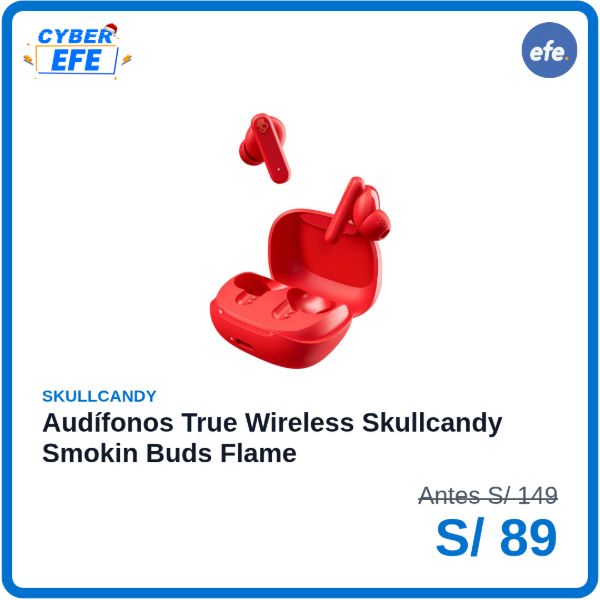 CYBER
EFE
efe.
SKULLCANDY
Audífonos True Wireless Skullcandy
Smokin Buds Flame
Antes S/ 149
S/ 89